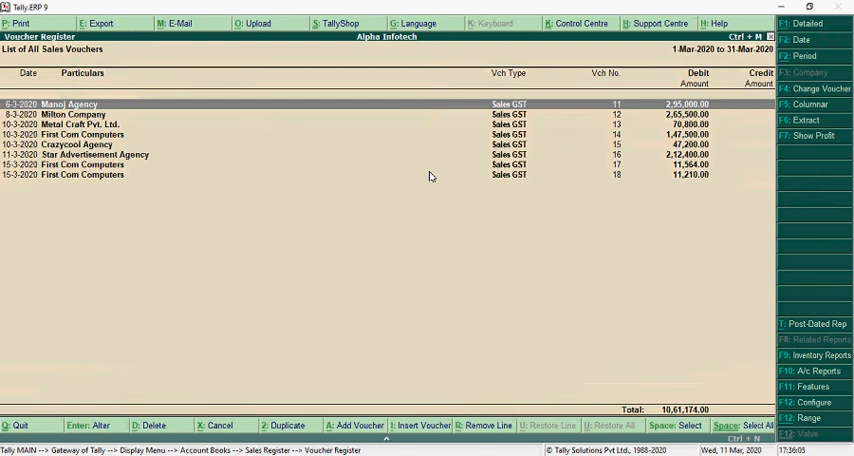 Tally.ERP 9
P: Print E: Export M: E-Mail O: Upload S: TallyShop G: Language K: Keyboard K: Control Centre H: Support Centre H: Help
Voucher Register Alpha Infotech Ctrl + M
List of All Sales Vouchers 1-Mar-2020 to 31-Mar-2020
Date Particulars Vch Type Vch No. Debit Credit
Amount Amount
6-3-2020 Manoj Agency Sales GST 11 2,95,000.00
8-3-2020 Milton Company Sales GST 12 2,65,500.00
10-3-2020 Metal Craft Pvt. Ltd. Sales GST 13 70,800.00
10-3-2020 First Com Computers Sales GST 14 1,47,500.00
10-3-2020 Crazycool Agency Sales GST 15 47,200.00
11-3-2020 Star Advertisement Agency Sales GST 16 2,12,400.00
15-3-2020 First Com Computers Sales GST 17 11,564.00
15-3-2020 First Com Computers Sales GST 18 11,210.00
Total: 10,61,174.00
F1: Detailed
F2: Date
F2: Period
F3: Company
F4: Change Voucher
F5: Columnar
F6: Extract
F7: Show Profit
T: Post-Dated Rep
F8: Related Reports
F9: Inventory Reports
F10: A/c Reports
F11: Features
F12: Configure
F12: Range
F12: Value
Q: Quit Enter: Alter D: Delete X: Cancel 2: Duplicate A: Add Voucher I: Insert Voucher R: Remove Line U: Restore Line U: Restore All Space: Select Space: Select All
Ctrl + N
Tally MAIN --> Gateway of Tally --> Display Menu --> Account Books --> Sales Register --> Voucher Register © Tally Solutions Pvt Ltd., 1988-2020 Wed, 11 Mar, 2020 17:36:05